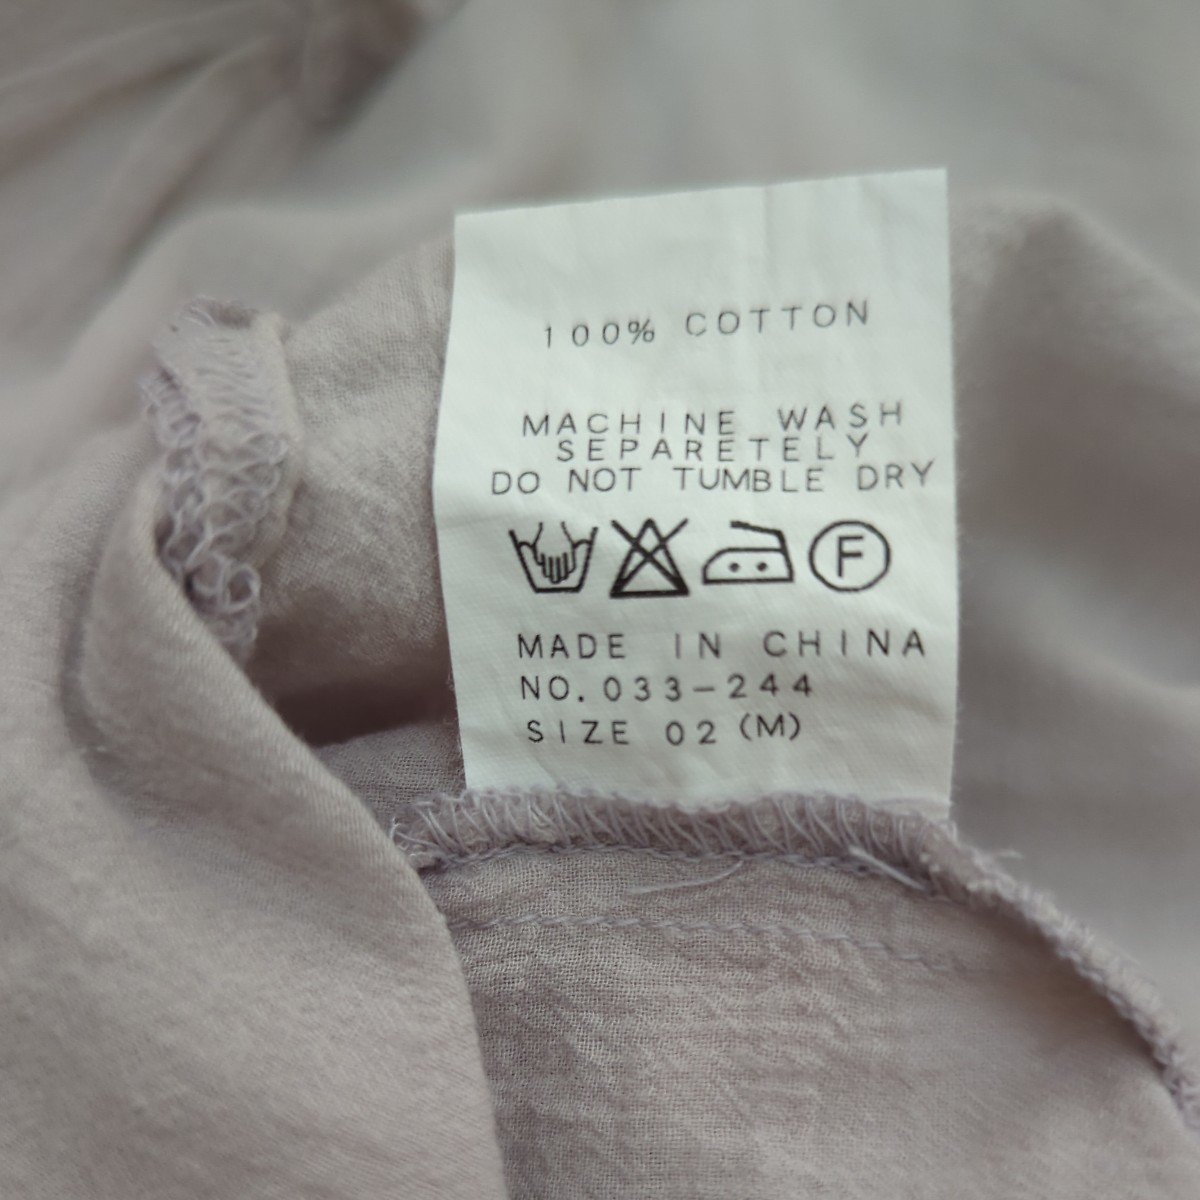 100% COTTON
MACHINE WASH
SEPARETELY
DO NOT TUMBLE DRY
F
MADE IN CHINA
NO. 033-244
SIZE 02 (M)